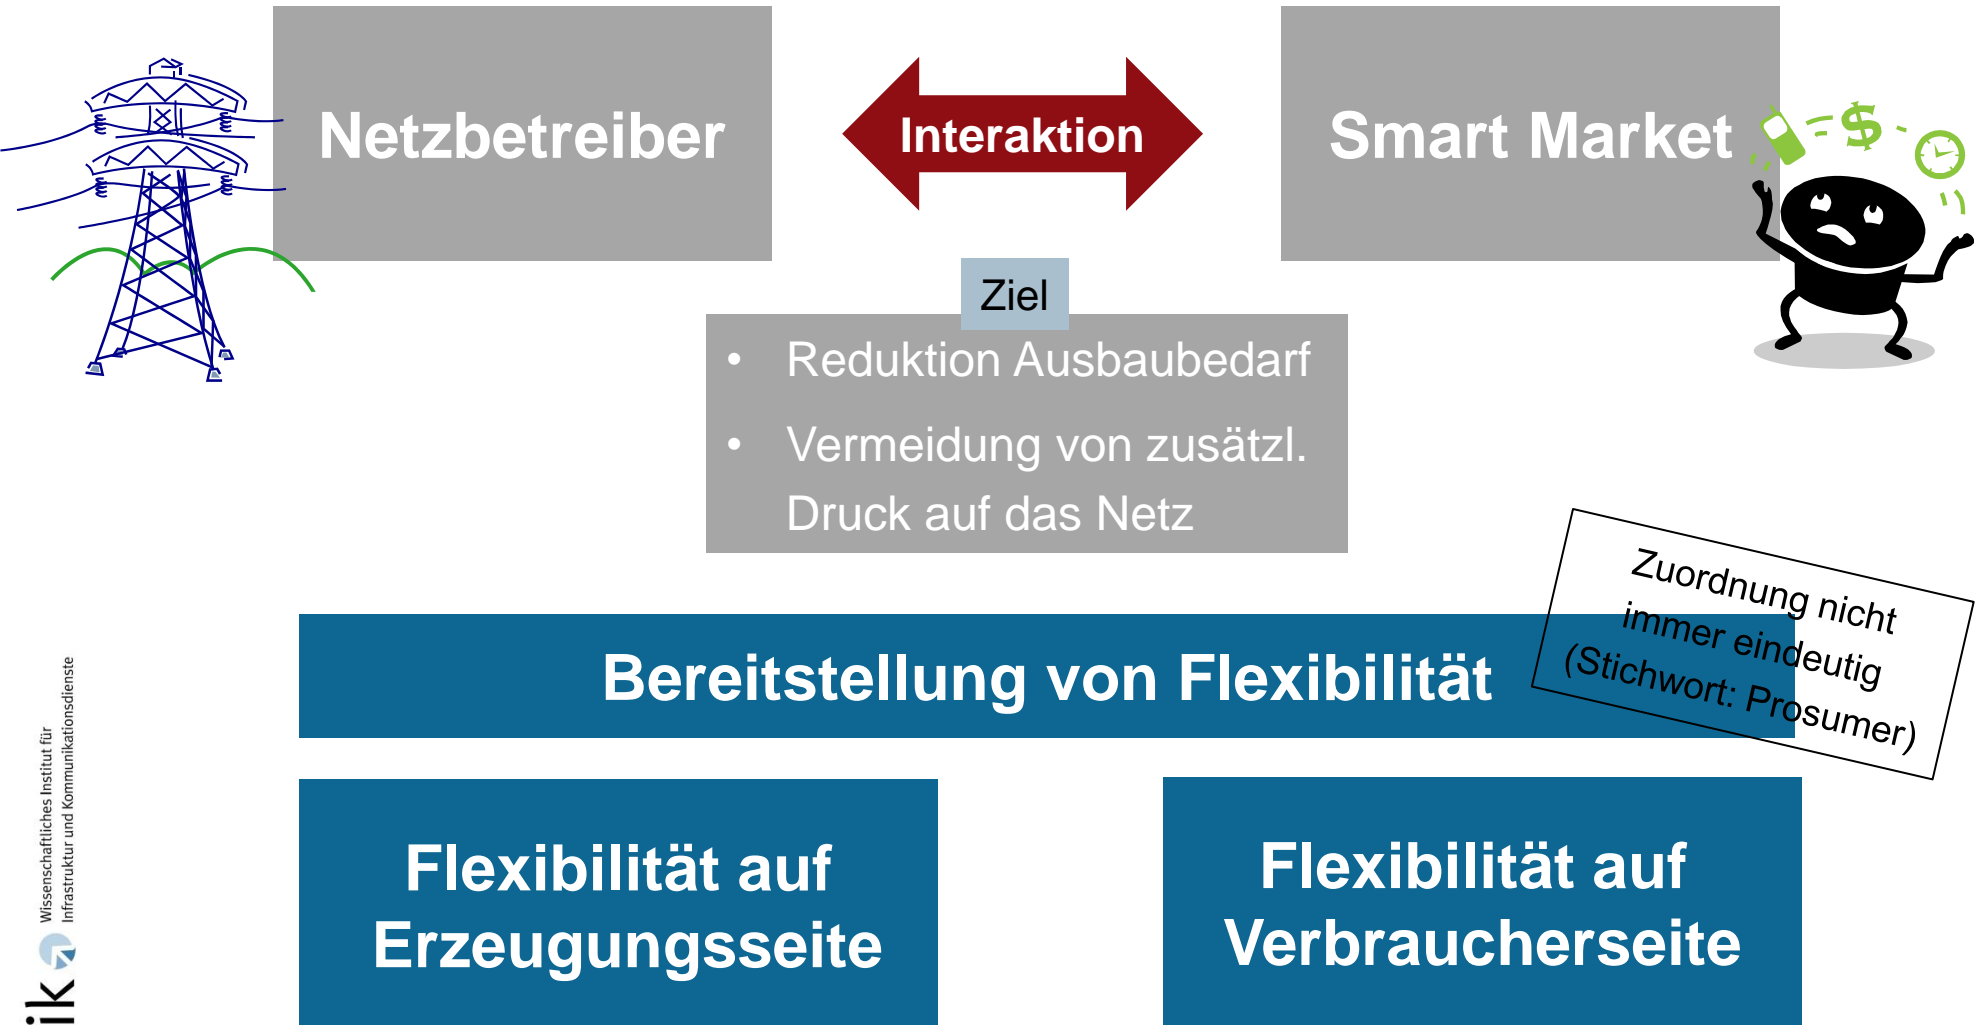 Netzbetreiber
Interaktion
Smart Market
$
Ziel
• Reduktion Ausbaubedarf
• Vermeidung von zusätzl.
Druck auf das Netz
Zuordnung nicht
immer eindeutig
(Stichwort: Prosumer)
Bereitstellung von Flexibilität
Flexibilität auf
Erzeugungsseite
Flexibilität auf
Verbraucherseite
Wissenschaftliches Institut für
Infrastruktur und Kommunikationsdienste
ik